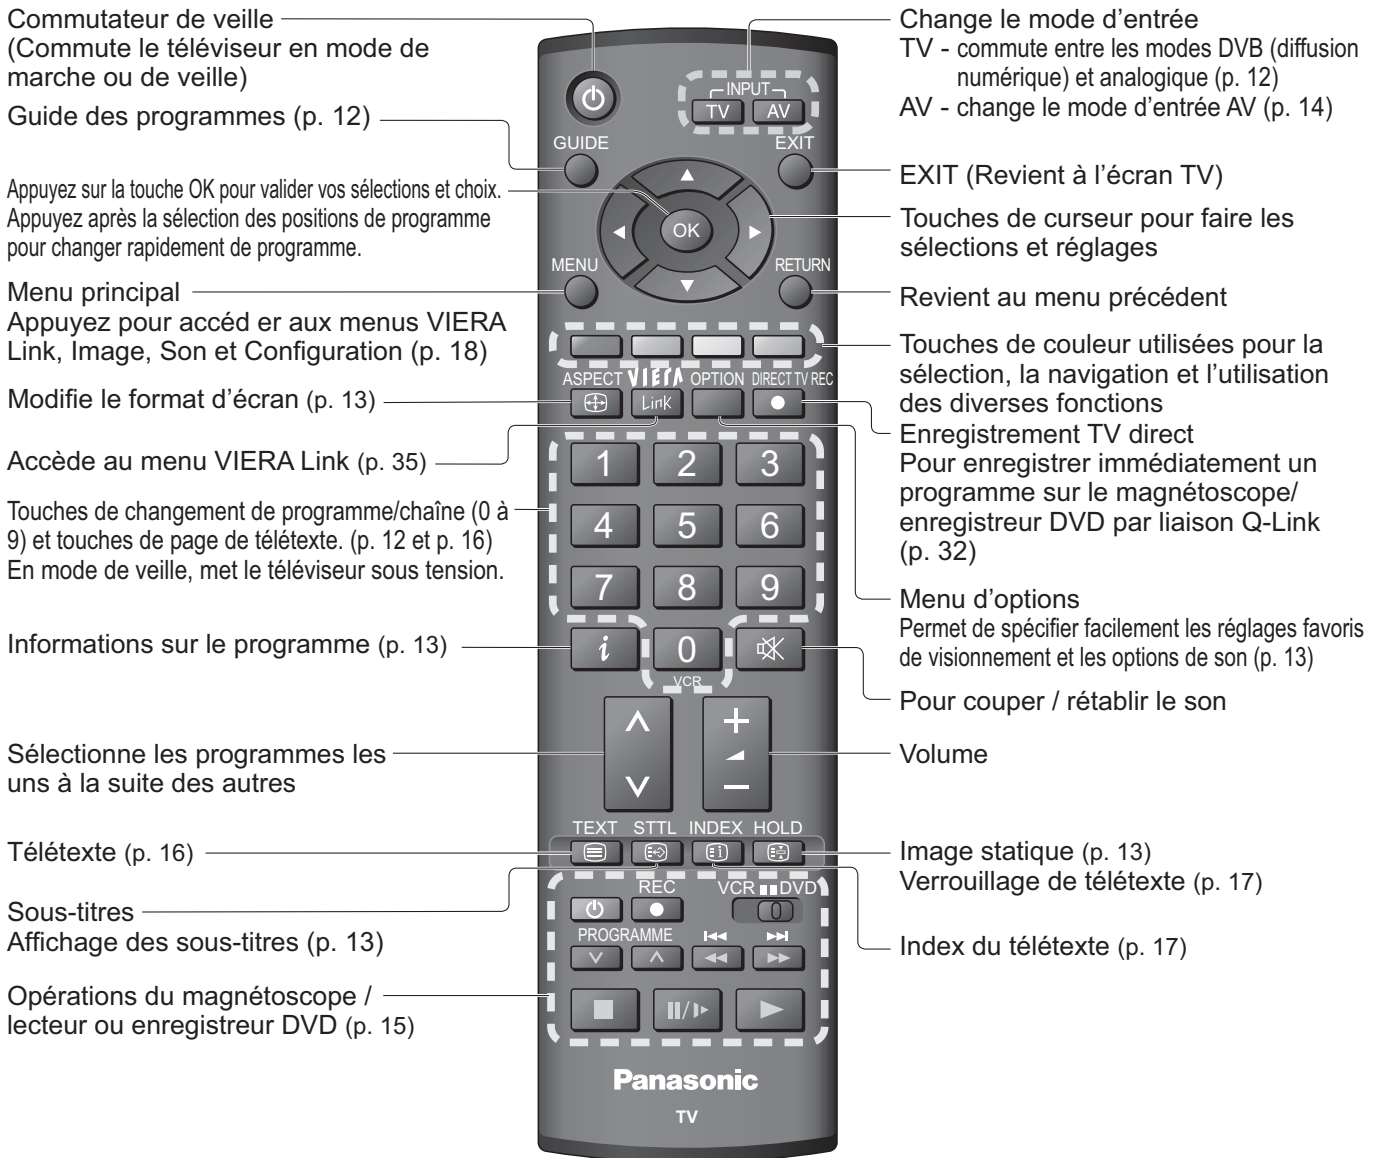 Commutateur de veille
(Commute le téléviseur en mode de
marche ou de veille)
Guide des programmes (p. 12)
Appuyez sur la touche OK pour valider vos sélections et choix.
Appuyez après la sélection des positions de programme
pour changer rapidement de programme.
Menu principal
Appuyez pour accéd er aux menus VIERA
Link, Image, Son et Configuration (p. 18)
Modifie le format d'écran (p. 13)
Accède au menu VIERA Link (p. 35)
Touches de changement de programme/chaîne (0 à
9) et touches de page de télétexte. (p. 12 et p. 16)
En mode de veille, met le téléviseur sous tension.
Informations sur le programme (p. 13)
Sélectionne les programmes les
uns à la suite des autres
Télétexte (p. 16)
Sous-titres
Affichage des sous-titres (p. 13)
Opérations du magnétoscope /
lecteur ou enregistreur DVD (p. 15)
INPUT
TV AV
GUIDE EXIT
OK
MENU RETURN
ASPECT VIERA OPTION DIRECT TV REC
Link
1 2 3
4 5 6
7 8 9
i 0
VCR
TEXT STTL INDEX HOLD
REC VCR DVD
PROGRAMME
Panasonic
TV
Change le mode d'entrée
TV - commute entre les modes DVB (diffusion
numérique) et analogique (p. 12)
AV - change le mode d'entrée AV (p. 14)
EXIT (Revient à l'écran TV)
Touches de curseur pour faire les
sélections et réglages
Revient au menu précédent
Touches de couleur utilisées pour la
sélection, la navigation et l'utilisation
des diverses fonctions
Enregistrement TV direct
Pour enregistrer immédiatement un
programme sur le magnétoscope/
enregistreur DVD par liaison Q-Link
(p. 32)
Menu d'options
Permet de spécifier facilement les réglages favoris
de visionnement et les options de son (p. 13)
Pour couper / rétablir le son
Volume
Image statique (p. 13)
Verrouillage de télétexte (p. 17)
Index du télétexte (p. 17)